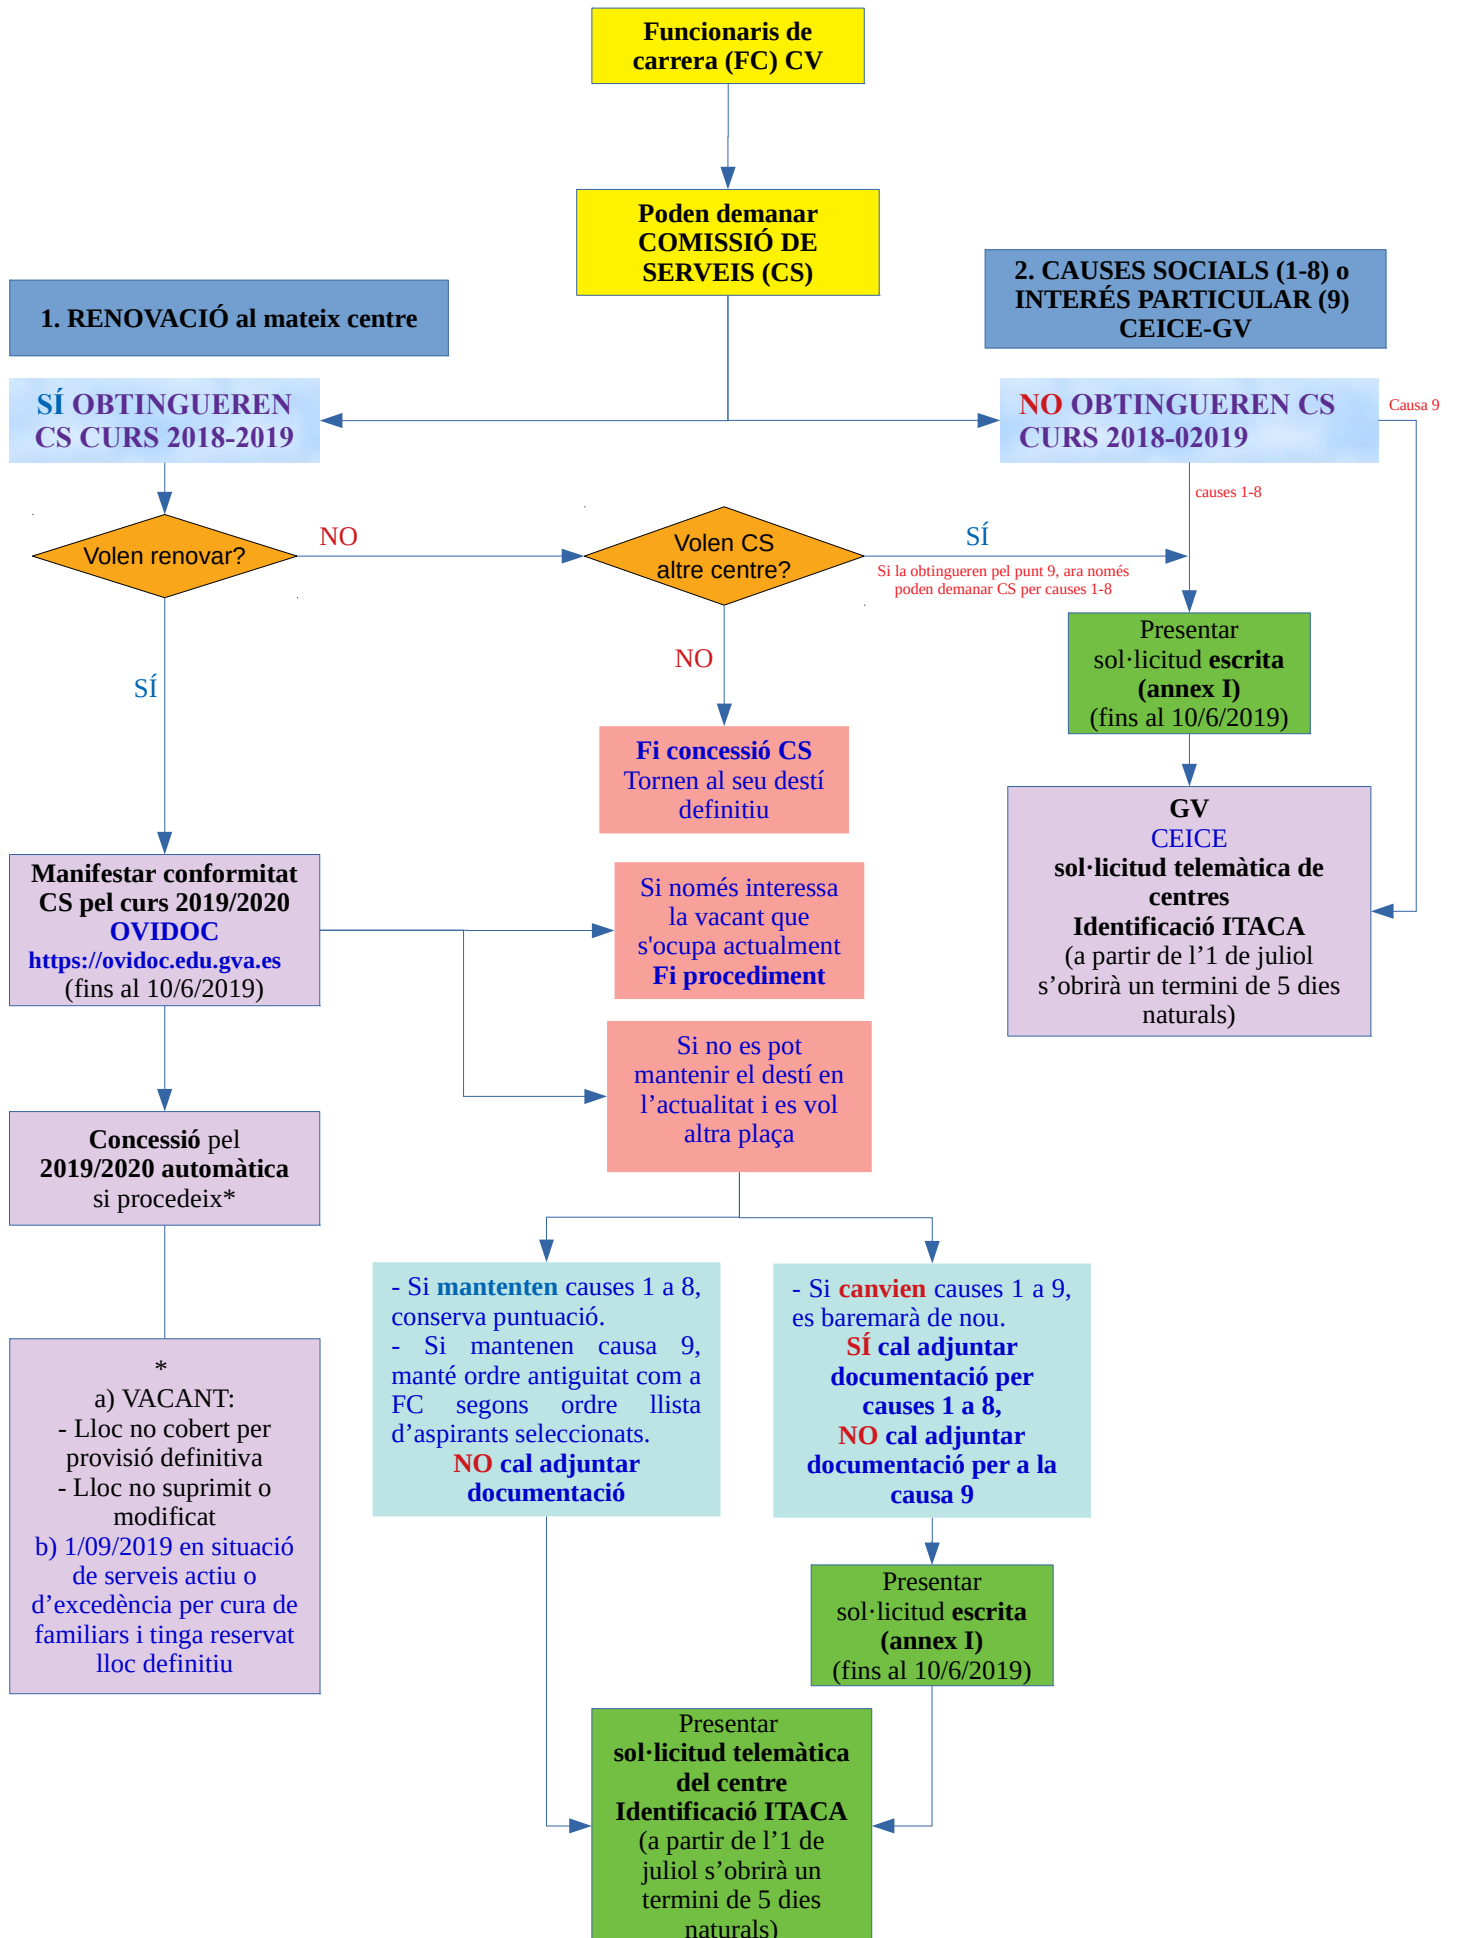 Funcionaris de
carrera (FC) CV
Poden demanar
COMISSIÓ DE
SERVEIS (CS)
1. RENOVACIÓ al mateix centre
2. CAUSES SOCIALS (1-8) o
INTERÉS PARTICULAR (9)
CEICE-GV
SÍ OBTINGUEREN
CS CURS 2018-2019
NO OBTINGUEREN CS
CURS 2018-02019
Causa 9
causes 1-8
Volen renovar?
NO
Volen CS
altre centre?
SÍ
Si la obtingueren pel punt 9, ara només
poden demanar CS per causes 1-8
Presentar
sol·licitud escrita
(annex I)
(fins al 10/6/2019)
NO
SÍ
Fi concessió CS
Tornen al seu destí
definitiu
GV
CEICE
sol·licitud telemàtica de
centres
Identificació ITACA
(a partir de l’1 de juliol
s’obrirà un termini de 5 dies
naturals)
Manifestar conformitat
CS pel curs 2019/2020
OVIDOC
https://ovidoc.edu.gva.es
(fins al 10/6/2019)
Si només interessa
la vacant que
s'ocupa actualment
Fi procediment
Si no es pot
mantenir el destí en
l’actualitat i es vol
altra plaça
Concessió pel
2019/2020 automàtica
si procedeix*
- Si mantenten causes 1 a 8,
conserva puntuació.
- Si mantenen causa 9,
manté ordre antiguitat com a
FC segons ordre llista
d’aspirants seleccionats.
NO cal adjuntar
documentació
- Si canvien causes 1 a 9,
es baremarà de nou.
SÍ cal adjuntar
documentació per
causes 1 a 8,
NO cal adjuntar
documentació per a la
causa 9
*
a) VACANT:
- Lloc no cobert per
provisió definitiva
- Lloc no suprimit o
modificat
b) 1/09/2019 en situació
de serveis actiu o
d’excedència per cura de
familiars i tinga reservat
lloc definitiu
Presentar
sol·licitud escrita
(annex I)
(fins al 10/6/2019)
Presentar
sol·licitud telemàtica
del centre
Identificació ITACA
(a partir de l’1 de
juliol s’obrirà un
termini de 5 dies
naturals)